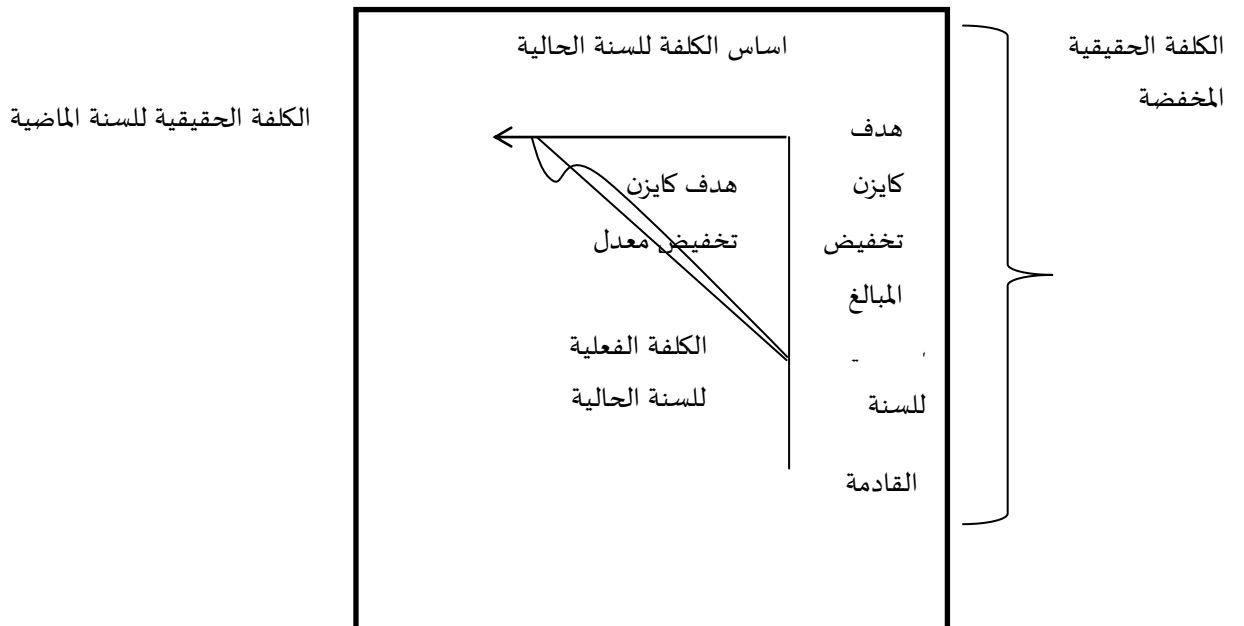 اساس الكلفة للسنة الحالية
الكلفة الحقيقية
المخفضة
الكلفة الحقيقية للسنة الماضية
هدف
كايزن
تخفيض
المبالغ
هدف كايزن
تخفيض معدل
الكلفة الفعلية
للسنة الحالية
للسنة
القادمة